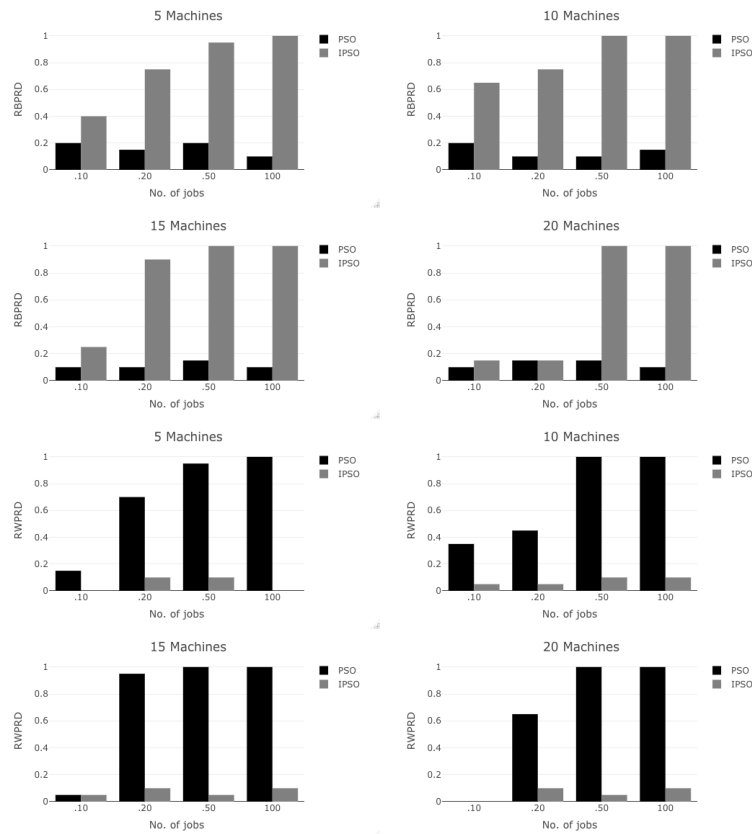 5 Machines
1
0.8
0.6
0.4
0.2
0
RBPRD
.10 .20 .50 100
No. of jobs
PSO
IPSO
10 Machines
1
0.8
0.6
0.4
0.2
0
RBPRD
.10 .20 .50 100
No. of jobs
PSO
IPSO
15 Machines
1
0.8
0.6
0.4
0.2
0
RBPRD
.10 .20 .50 100
No. of jobs
PSO
IPSO
20 Machines
1
0.8
0.6
0.4
0.2
0
RBPRD
.10 .20 .50 100
No. of jobs
PSO
IPSO
5 Machines
1
0.8
0.6
0.4
0.2
0
RWPRD
.10 .20 .50 100
No. of jobs
PSO
IPSO
10 Machines
1
0.8
0.6
0.4
0.2
0
RWPRD
.10 .20 .50 100
No. of jobs
PSO
IPSO
15 Machines
1
0.8
0.6
0.4
0.2
0
RWPRD
.10 .20 .50 100
No. of jobs
PSO
IPSO
20 Machines
1
0.8
0.6
0.4
0.2
0
RWPRD
.10 .20 .50 100
No. of jobs
PSO
IPSO